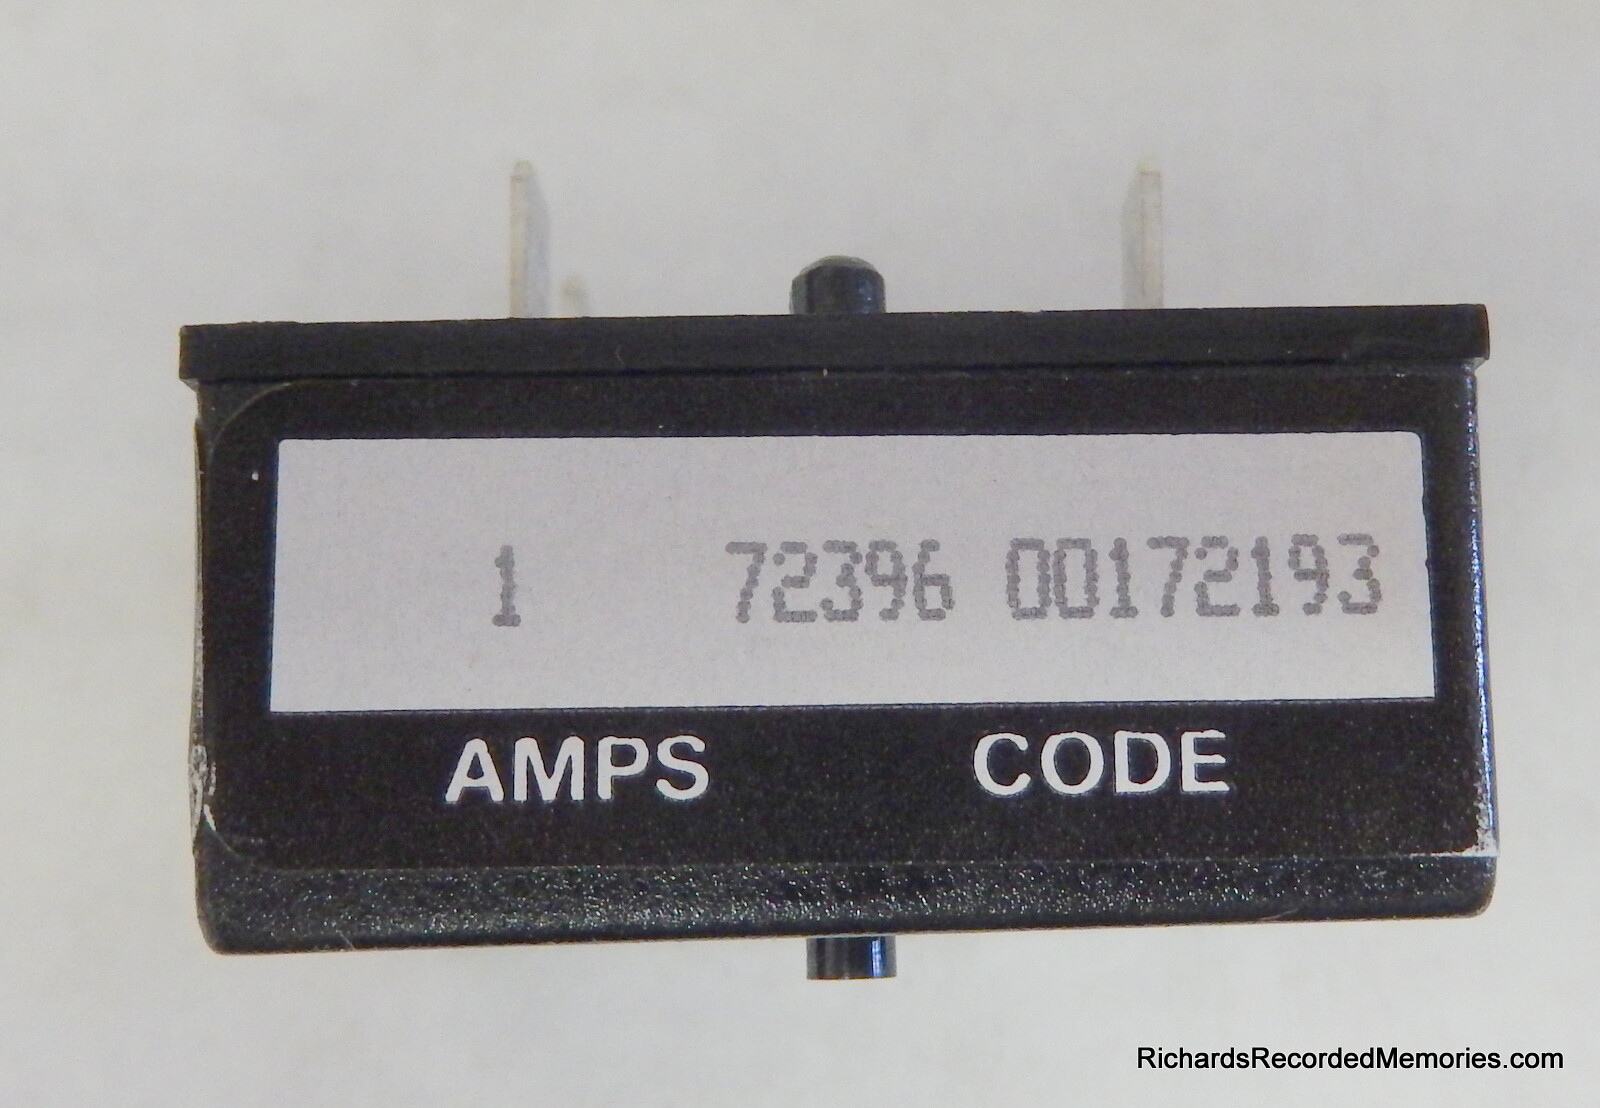 1 72396 00172193
AMPS CODE
RichardsRecordedMemories.com